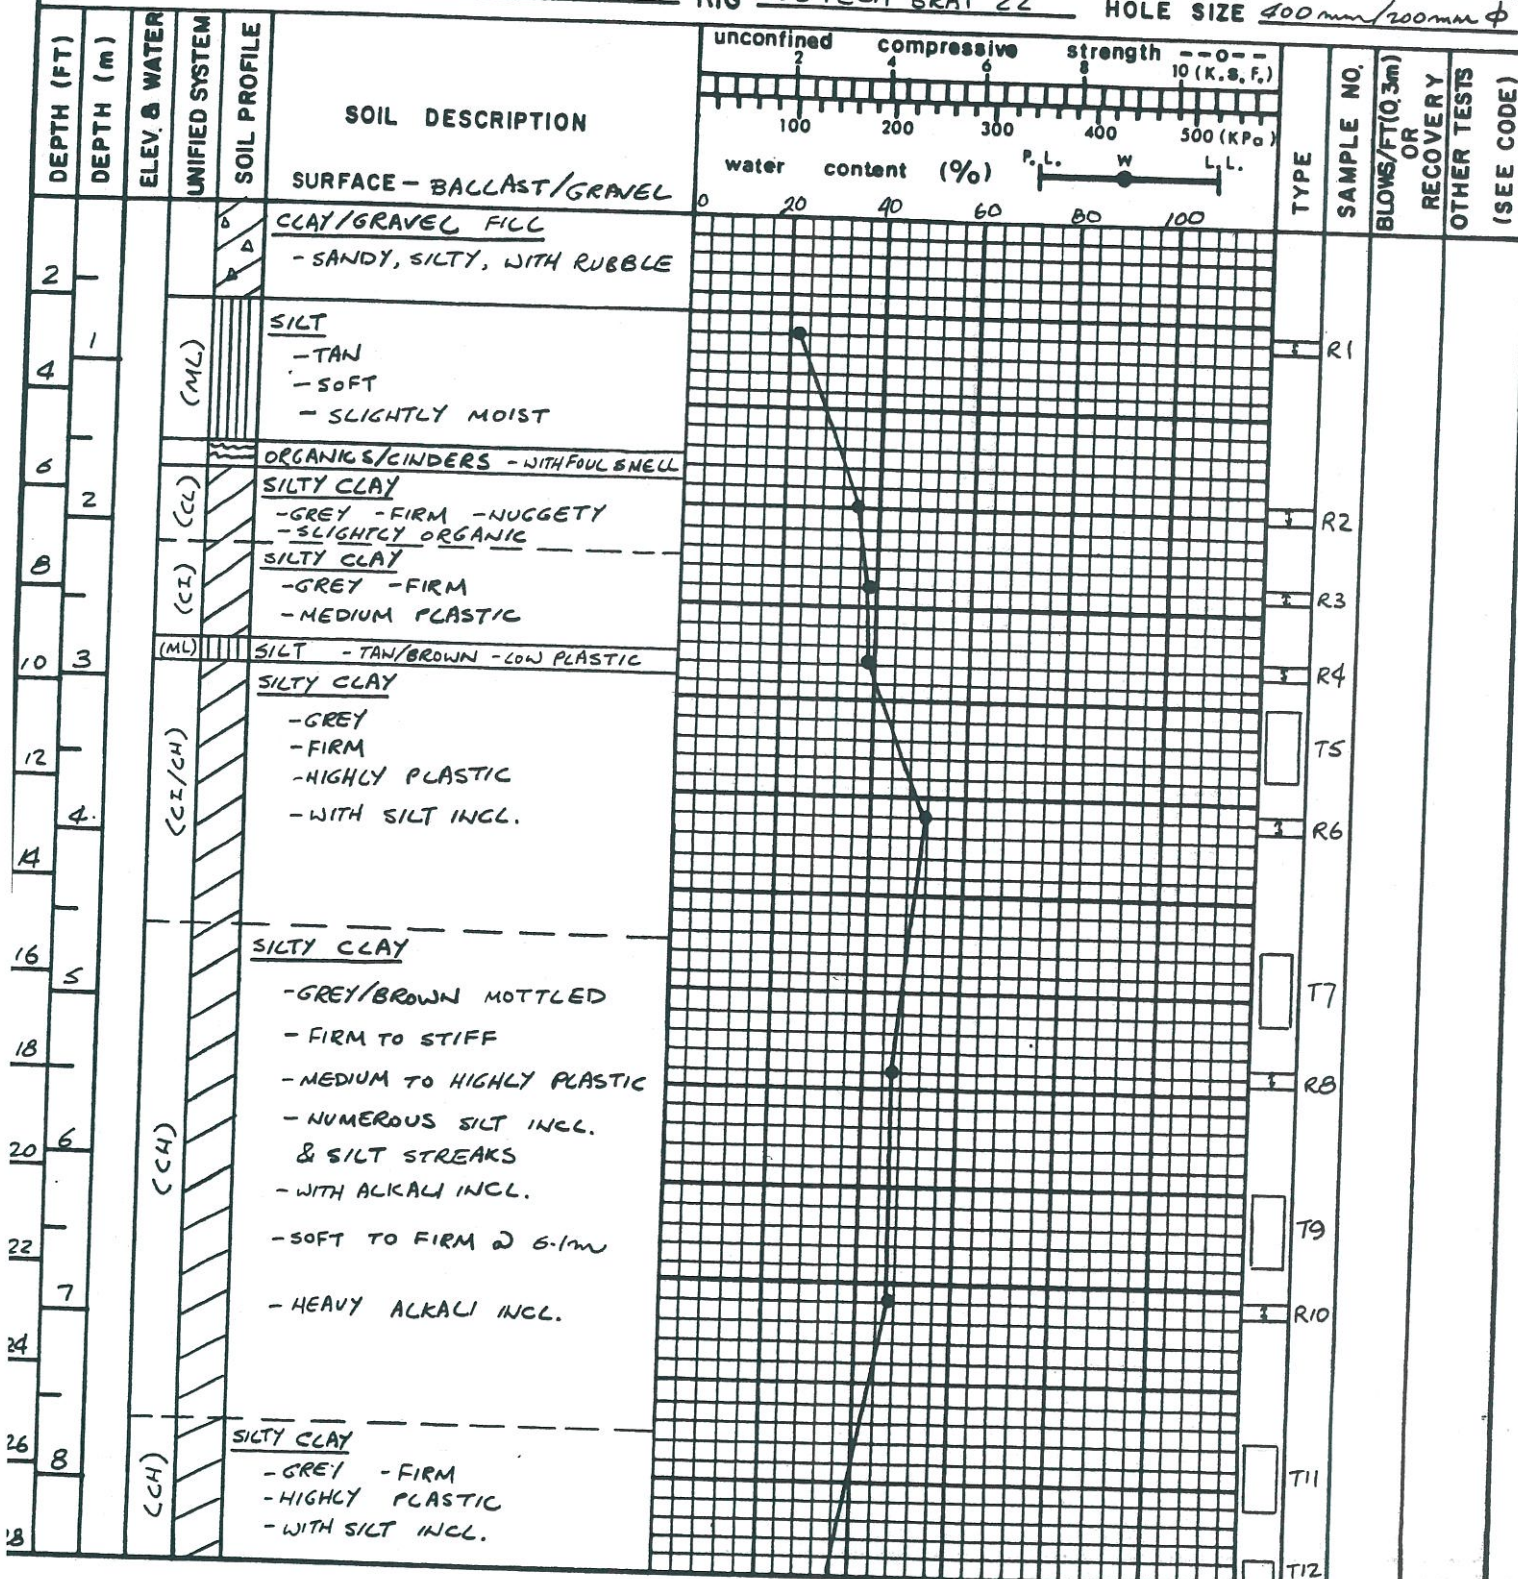 RIG
BRAT 22
HOLE SIZE 400mm/200mm ϕ
DEPTH (FT)
DEPTH (m)
ELEV. & WATER
UNIFIED SYSTEM
SOIL PROFILE
SOIL DESCRIPTION
SURFACE - BALLAST/GRAVEL
unconfined compressive strength --o--
2 4 6 8 10 (K.S.F.)
100 200 300 400 500 (KPa)
water content (%) P.L. W L.L.
0 20 40 60 80 100
TYPE
SAMPLE NO.
BLOWS/FT(0.3m)
OR
RECOVERY
OTHER TESTS
(SEE CODE)
CLAY/GRAVEL FILL
- SANDY, SILTY, WITH RUBBLE
2
SILT
1
- TAN
R1
(ML)
4
- SOFT
- SLIGHTLY MOIST
ORGANICS/CINDERS - WITH FOUL SMELL
6
SILTY CLAY
(CL)
2
- GREY - FIRM - NUGGETY
R2
- SLIGHTLY ORGANIC
SILTY CLAY
8
(CI)
- GREY - FIRM
R3
- MEDIUM PLASTIC
(ML)
SILT - TAN/BROWN - LOW PLASTIC
10
3
R4
SILTY CLAY
- GREY
- FIRM
T5
12
(CI/CH)
- HIGHLY PLASTIC
- WITH SILT INCL.
4.
R6
14
SILTY CLAY
16
5
- GREY/BROWN MOTTLED
T7
- FIRM TO STIFF
18
- MEDIUM TO HIGHLY PLASTIC
R8
- NUMEROUS SILT INCL.
& SILT STREAKS
20
6
(CH)
- WITH ALKALI INCL.
- SOFT TO FIRM @ 6.1m
T9
22
7
- HEAVY ALKALI INCL.
R10
24
SILTY CLAY
26
8
(CH)
- GREY - FIRM
- HIGHLY PLASTIC
T11
- WITH SILT INCL.
T12